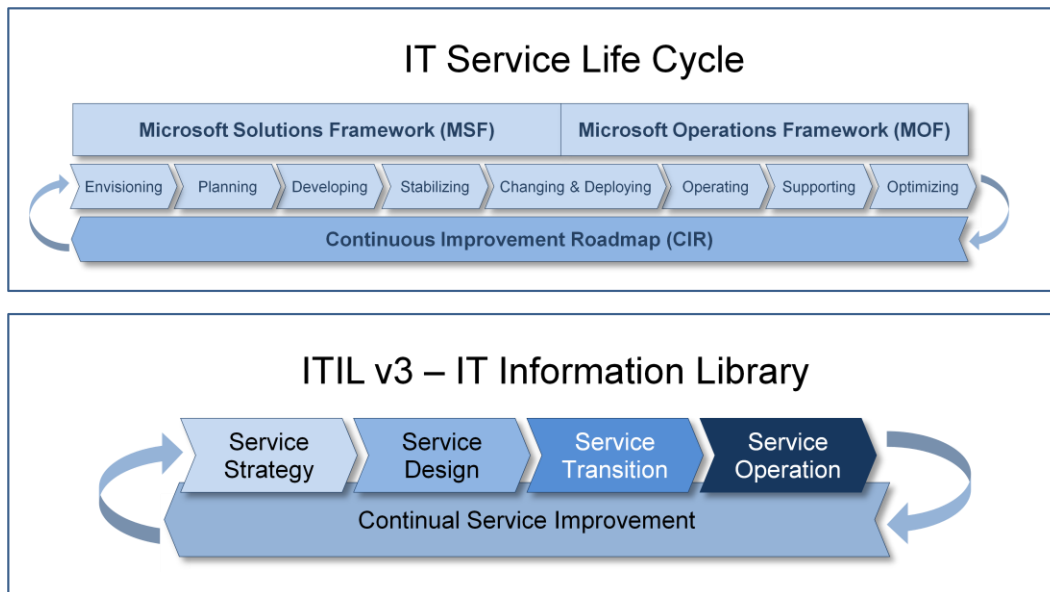 IT Service Life Cycle
Microsoft Solutions Framework (MSF)
Microsoft Operations Framework (MOF)
Envisioning
Planning
Developing
Stabilizing
Changing & Deploying
Operating
Supporting
Optimizing
Continuous Improvement Roadmap (CIR)
ITIL v3 – IT Information Library
Service
Strategy
Service
Design
Service
Transition
Service
Operation
Continual Service Improvement